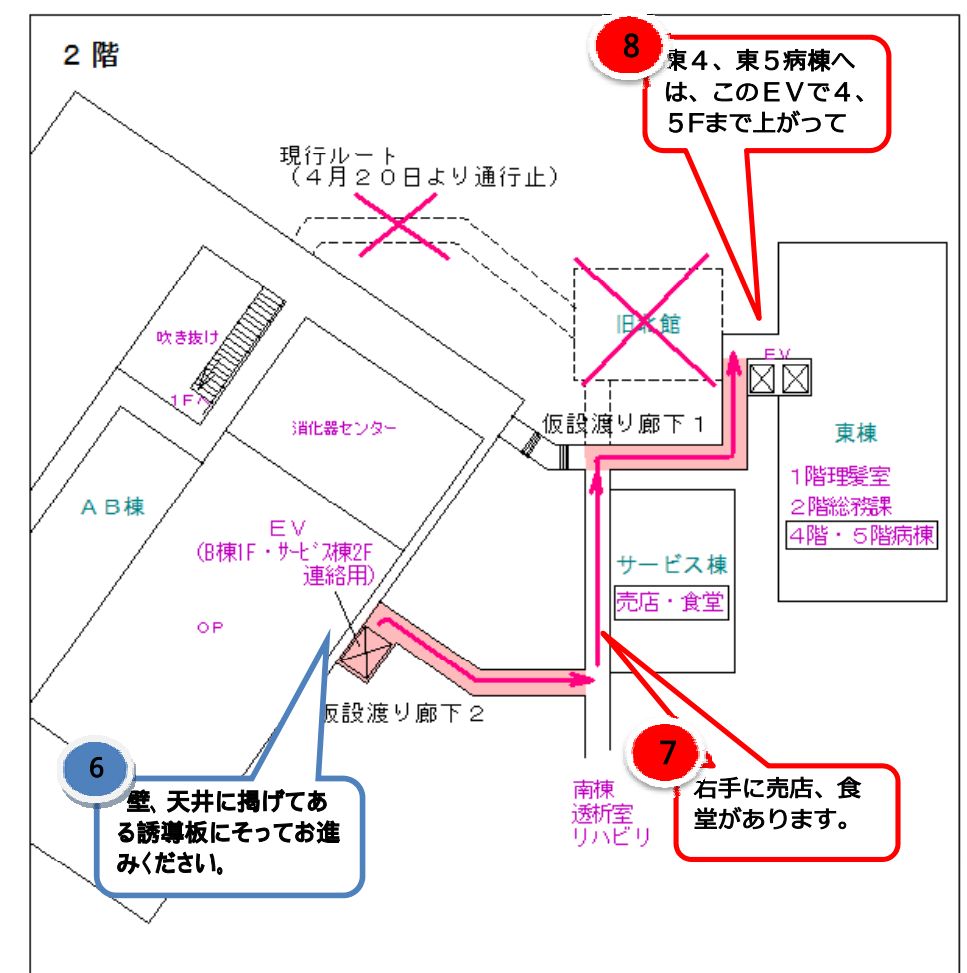 2階
8
東4、東5病棟へ
は、このEVで4、
5Fまで上がって
現行ルート
(4月20日より通行止)
旧北館
吹き抜け
1Fへ
消化器センター
仮設渡り廊下1
EV
東棟
1階理髪室
2階総務課
4階・5階病棟
AB棟
EV
(B棟1F・サービス棟2F
連絡用)
サービス棟
売店・食堂
OP
仮設渡り廊下2
6
壁、天井に掲げてあ
る誘導板にそってお進
みください。
7
右手に売店、食
堂があります。
南棟
透析室
リハビリ